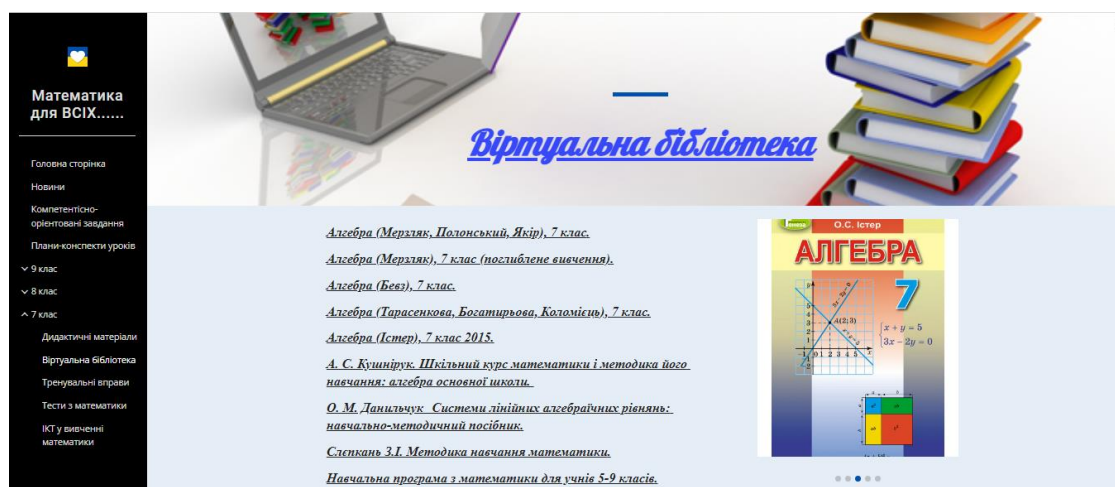 Математика
для ВСІХ......
Головна сторінка
Новини
Компетентісно-
орієнтовані завдання
Плани-конспекти уроків
9 клас
8 клас
7 клас
Дидактичні матеріали
Віртуальна бібліотека
Тренувальні вправи
Тести з математики
ІКТ у вивченні
математики
Віртуальна бібліотека
Алгебра (Мерзляк, Полонський, Якір), 7 клас.
Алгебра (Мерзляк), 7 клас (поглиблене вивчення).
Алгебра (Бевз), 7 клас.
Алгебра (Тарасенкова, Богатирьова, Коломієць), 7 клас.
Алгебра (Істер), 7 клас 2015.
А. С. Кушнірук. Шкільний курс математики і методика його
навчання: алгебра основної школи.
О. М. Данильчук Системи лінійних алгебраїчних рівнянь:
навчально-методичний посібник.
Слєпкань З.І. Методика навчання математики.
Навчальна програма з математики для учнів 5-9 класів.
О.С. Істер
АЛГЕБРА
7
A(2;3)
x + y = 5
3x − 2y = 0